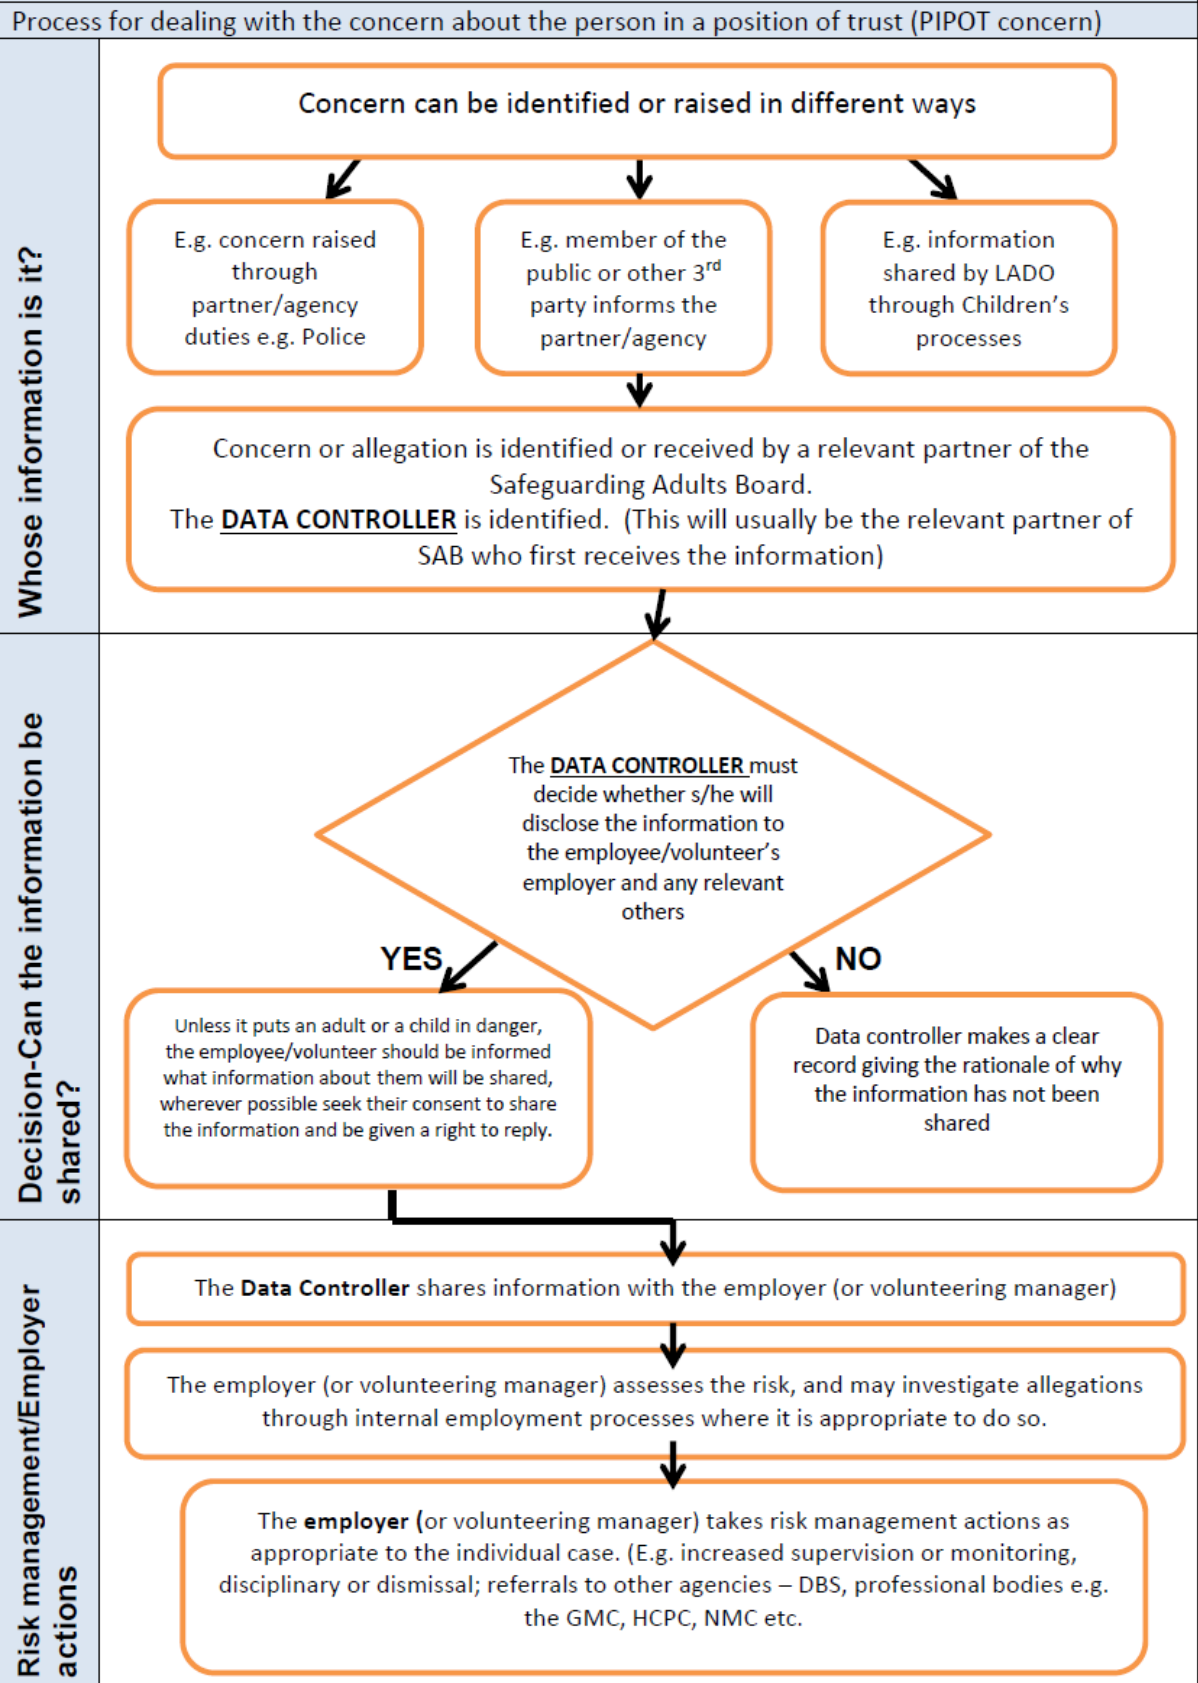 Process for dealing with the concern about the person in a position of trust (PIPOT concern)
Whose information is it?
Concern can be identified or raised in different ways
E.g. concern raised
through
partner/agency
duties e.g. Police
E.g. member of the
public or other 3rd
party informs the
partner/agency
E.g. information
shared by LADO
through Children's
processes
Concern or allegation is identified or received by a relevant partner of the
Safeguarding Adults Board.
The DATA CONTROLLER is identified.  (This will usually be the relevant partner of
SAB who first receives the information)
Decision-Can the information be
shared?
The DATA CONTROLLER must
decide whether s/he will
disclose the information to
the employee/volunteer's
employer and any relevant
others
YES
NO
Unless it puts an adult or a child in danger,
the employee/volunteer should be informed
what information about them will be shared,
wherever possible seek their consent to share
the information and be given a right to reply.
Data controller makes a clear
record giving the rationale of why
the information has not been
shared
Risk management/Employer
actions
The Data Controller shares information with the employer (or volunteering manager)
The employer (or volunteering manager) assesses the risk, and may investigate allegations
through internal employment processes where it is appropriate to do so.
The employer (or volunteering manager) takes risk management actions as
appropriate to the individual case. (E.g. increased supervision or monitoring,
disciplinary or dismissal; referrals to other agencies – DBS, professional bodies e.g.
the GMC, HCPC, NMC etc.